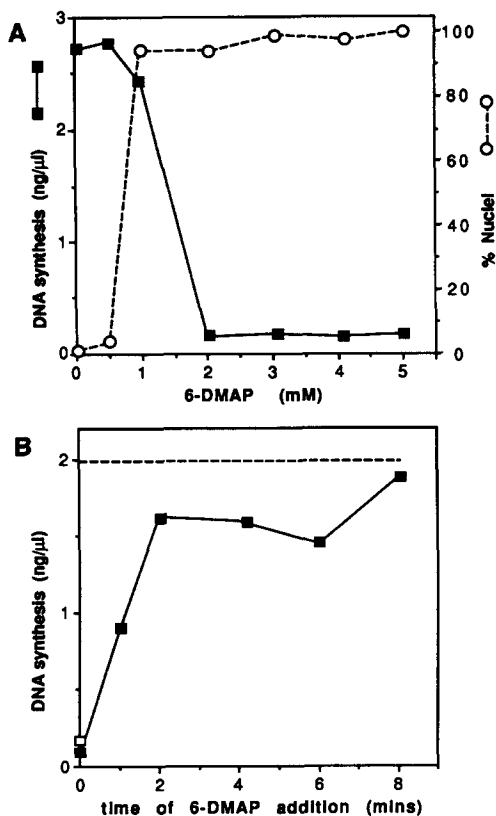 A
DNA synthesis (ng/µl)
3
2
1
0
100
80
60
40
20
0
% Nuclei
0 1 2 3 4 5
6-DMAP (mM)
B
DNA synthesis (ng/µl)
2
1
0
0 2 4 6 8
time of 6-DMAP addition (mins)